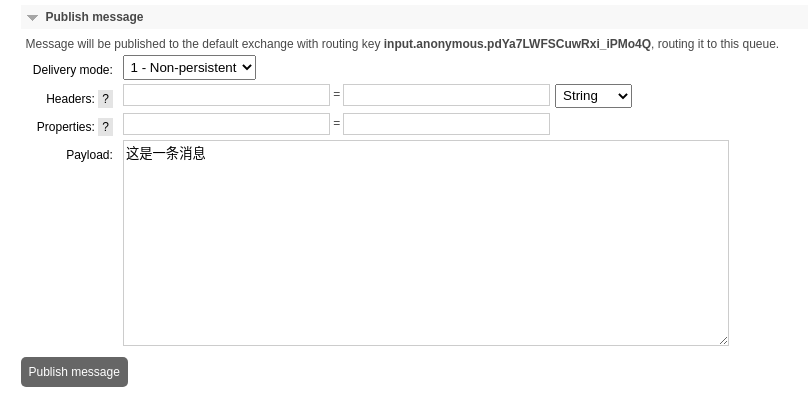 Publish message
Message will be published to the default exchange with routing key input.anonymous.pdYa7LWFSCuwRxi_iPMo4Q, routing it to this queue.
Delivery mode: 1 - Non-persistent
Headers: ? = String
Properties: ? =
Payload: 这是一条消息
Publish message